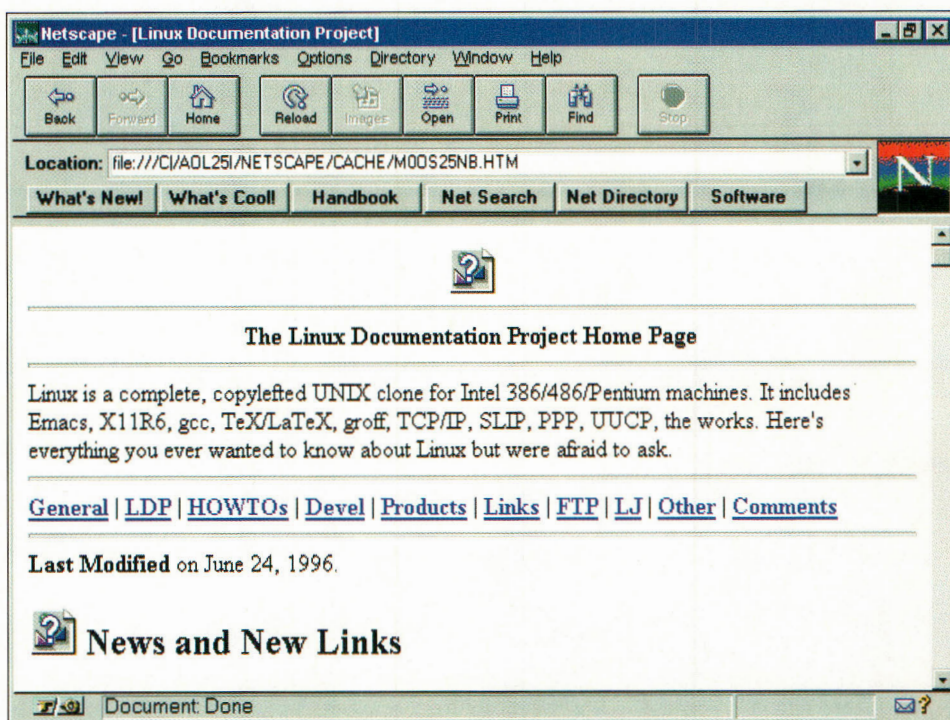 Netscape - [Linux Documentation Project]
File Edit View Go Bookmarks Options Directory Window Help
Back Forward Home Reload Images Open Print Find Stop
Location: file:///C|/AOL25I/NETSCAPE/CACHE/M0OS25NB.HTM
N
What's New! What's Cool! Handbook Net Search Net Directory Software
The Linux Documentation Project Home Page
Linux is a complete, copylefted UNIX clone for Intel 386/486/Pentium machines. It includes
Emacs, X11R6, gcc, TeX/LaTeX, groff, TCP/IP, SLIP, PPP, UUCP, the works. Here's
everything you ever wanted to know about Linux but were afraid to ask.
General | LDP | HOWTOs | Devel | Products | Links | FTP | LJ | Other | Comments
Last Modified on June 24, 1996.
News and New Links
Document: Done